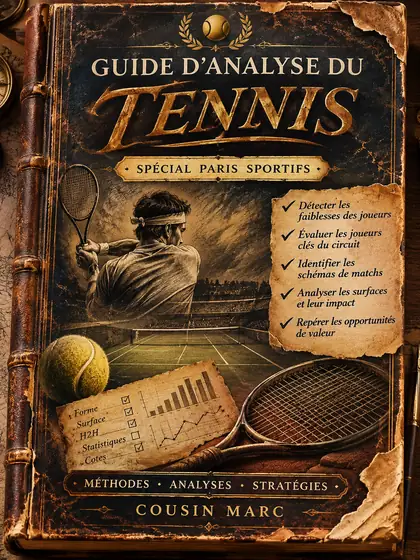 GUIDE D'ANALYSE DU
TENNIS
SPÉCIAL PARIS SPORTIFS
✓ Détecter les
faiblesses des joueurs
✓ Évaluer les joueurs
clés du circuit
✓ Identifier les
schémas de matchs
✓ Analyser les surfaces
et leur impact
✓ Repérer les opportunités
de valeur
Forme
Surface
H2H
Statistiques
Cotes
MÉTHODES • ANALYSES • STRATÉGIES
COUSIN MARC